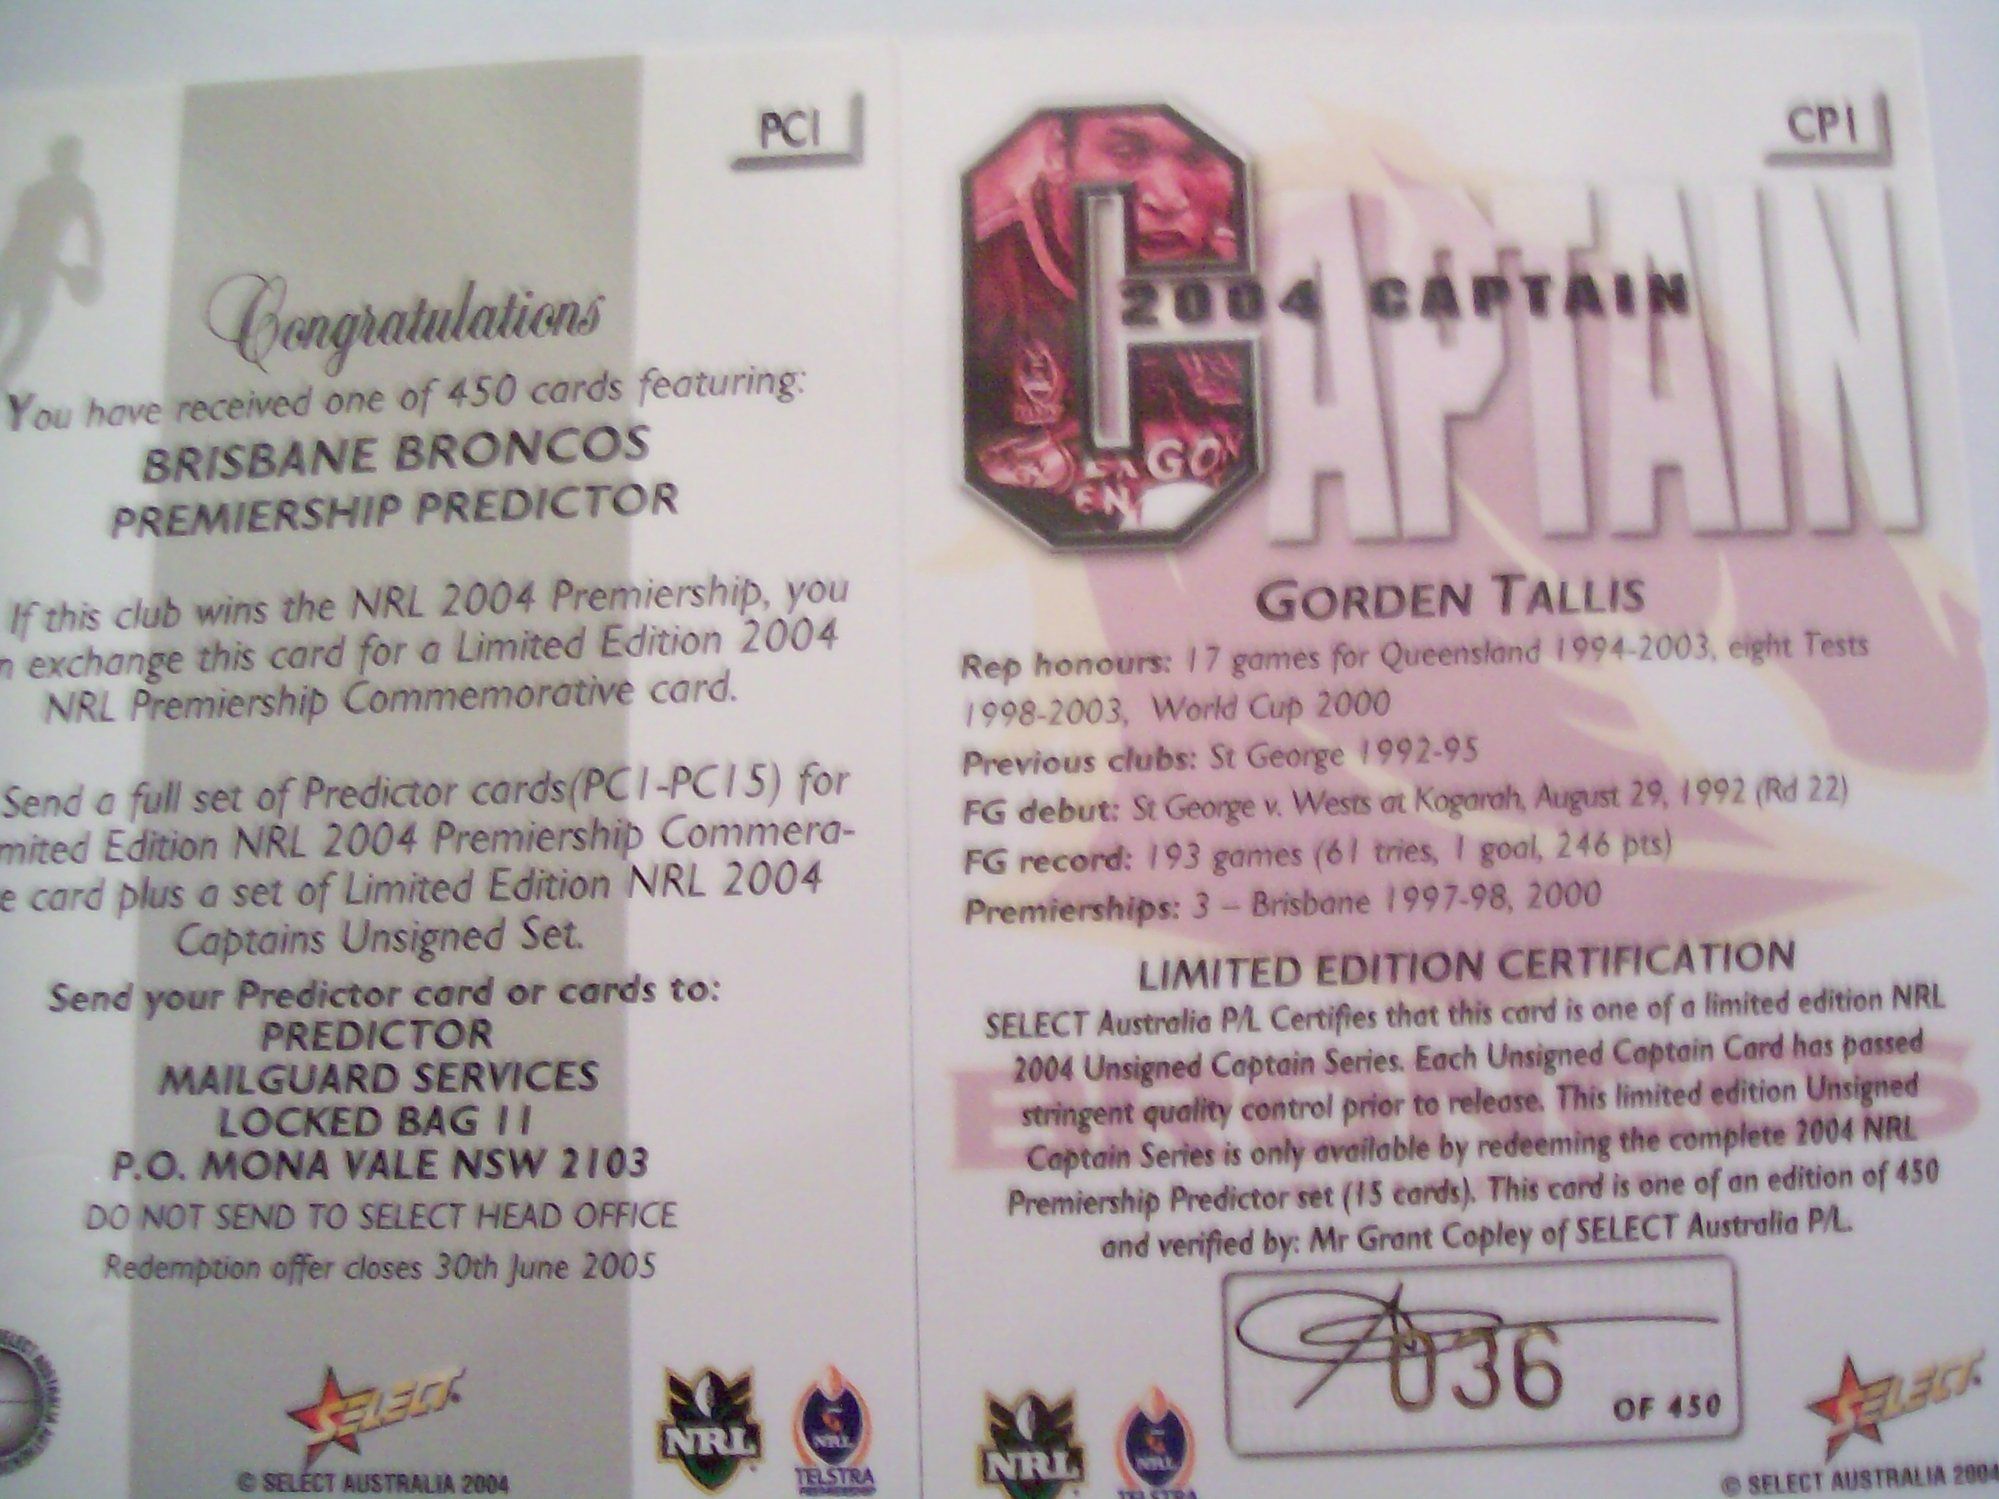 PC1
Congratulations
You have received one of 450 cards featuring:
BRISBANE BRONCOS
PREMIERSHIP PREDICTOR
If this club wins the NRL 2004 Premiership, you
n exchange this card for a Limited Edition 2004
NRL Premiership Commemorative card.
Send a full set of Predictor cards(PC1-PC15) for
mited Edition NRL 2004 Premiership Commera-
e card plus a set of Limited Edition NRL 2004
Captains Unsigned Set.
Send your Predictor card or cards to:
PREDICTOR
MAILGUARD SERVICES
LOCKED BAG 11
P.O. MONA VALE NSW 2103
DO NOT SEND TO SELECT HEAD OFFICE
Redemption offer closes 30th June 2005
SELECT
NRL
NRL
TELSTRA
PREMIERSHIP
© SELECT AUSTRALIA 2004
CP1
CAPTAIN
2004 CAPTAIN
GORDEN TALLIS
Rep honours: 17 games for Queensland 1994-2003, eight Tests
1998-2003, World Cup 2000
Previous clubs: St George 1992-95
FG debut: St George v. Wests at Kogarah, August 29, 1992 (Rd 22)
FG record: 193 games (61 tries, 1 goal, 246 pts)
Premierships: 3 – Brisbane 1997-98, 2000
LIMITED EDITION CERTIFICATION
SELECT Australia P/L Certifies that this card is one of a limited edition NRL
2004 Unsigned Captain Series. Each Unsigned Captain Card has passed
stringent quality control prior to release. This limited edition Unsigned
Captain Series is only available by redeeming the complete 2004 NRL
Premiership Predictor set (15 cards). This card is one of an edition of 450
and verified by: Mr Grant Copley of SELECT Australia P/L.
036
OF 450
NRL
NRL
TELSTRA
SELECT
© SELECT AUSTRALIA 2004